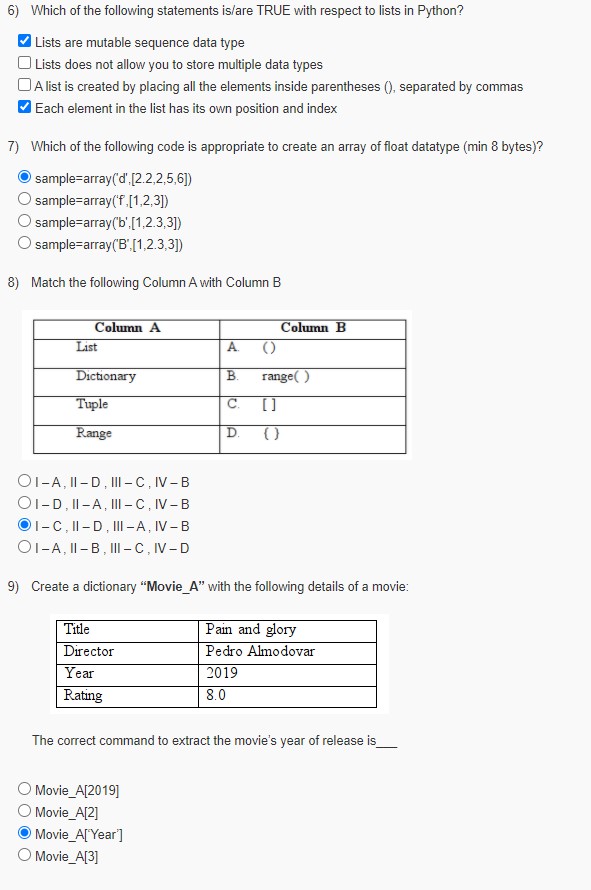 6) Which of the following statements is/are TRUE with respect to lists in Python?
Lists are mutable sequence data type
Lists does not allow you to store multiple data types
A list is created by placing all the elements inside parentheses (), separated by commas
Each element in the list has its own position and index
7) Which of the following code is appropriate to create an array of float datatype (min 8 bytes)?
sample=array('d',[2.2,2,5,6])
sample=array('f',[1,2,3])
sample=array('b',[1,2.3,3])
sample=array('B',[1,2.3,3])
8) Match the following Column A with Column B
Column A Column B
List A. ()
Dictionary B. range( )
Tuple C. [ ]
Range D. { }
I – A, II – D , III – C , IV – B
I – D , II – A , III – C , IV – B
I – C , II – D , III – A , IV – B
I – A , II – B , III – C , IV – D
9) Create a dictionary “Movie_A” with the following details of a movie:
Title Pain and glory
Director Pedro Almodovar
Year 2019
Rating 8.0
The correct command to extract the movie's year of release is___
Movie_A[2019]
Movie_A[2]
Movie_A['Year']
Movie_A[3]